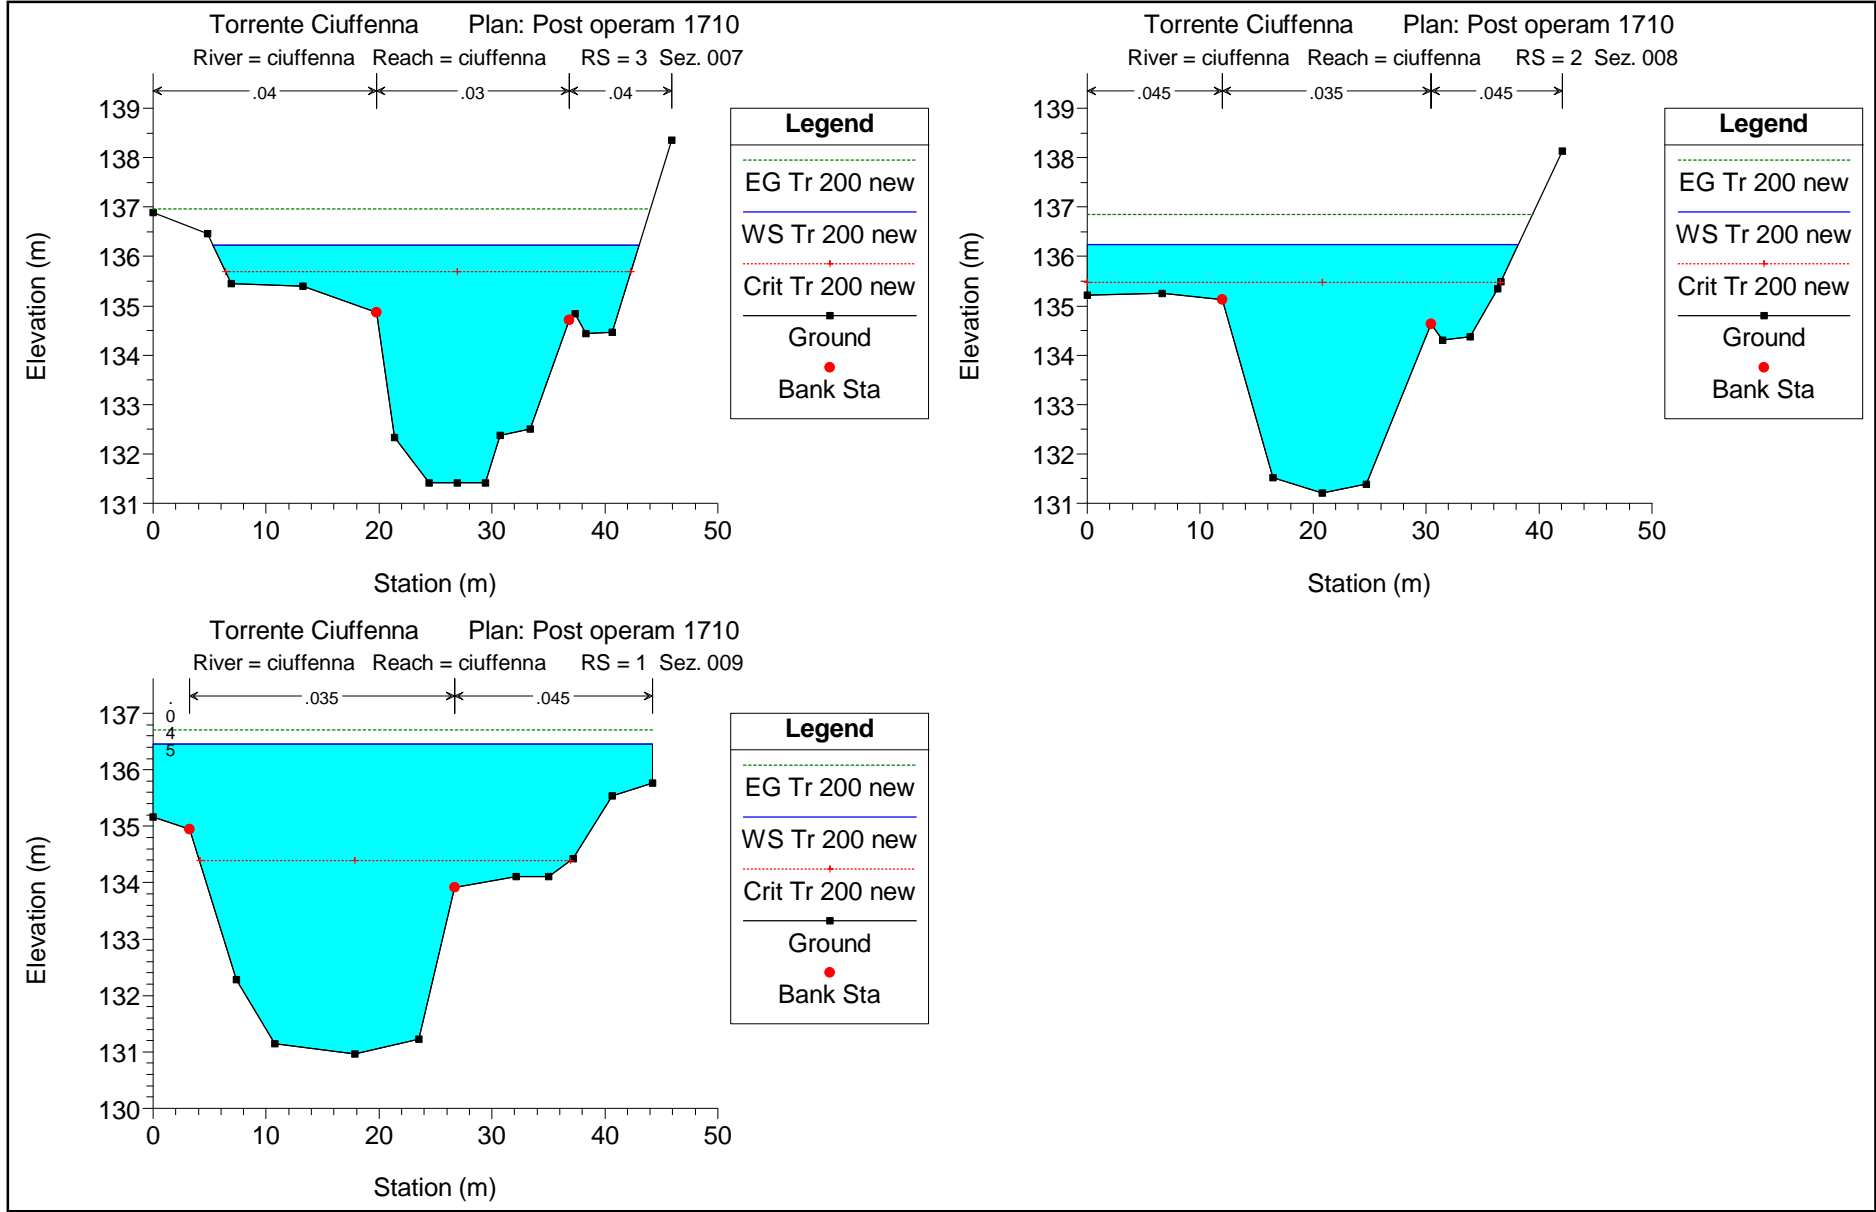 Torrente Ciuffenna Plan: Post operam 1710
River = ciuffenna Reach = ciuffenna RS = 3 Sez. 007
.04 .03 .04
139
138
137
136
135
134
133
132
131
0 10 20 30 40 50
Station (m)
Elevation (m)
Legend
EG Tr 200 new
WS Tr 200 new
Crit Tr 200 new
Ground
Bank Sta
Torrente Ciuffenna Plan: Post operam 1710
River = ciuffenna Reach = ciuffenna RS = 2 Sez. 008
.045 .035 .045
139
138
137
136
135
134
133
132
131
0 10 20 30 40 50
Station (m)
Elevation (m)
Legend
EG Tr 200 new
WS Tr 200 new
Crit Tr 200 new
Ground
Bank Sta
Torrente Ciuffenna Plan: Post operam 1710
River = ciuffenna Reach = ciuffenna RS = 1 Sez. 009
.045 .035 .045
137
136
135
134
133
132
131
130
0 10 20 30 40 50
Station (m)
Elevation (m)
Legend
EG Tr 200 new
WS Tr 200 new
Crit Tr 200 new
Ground
Bank Sta